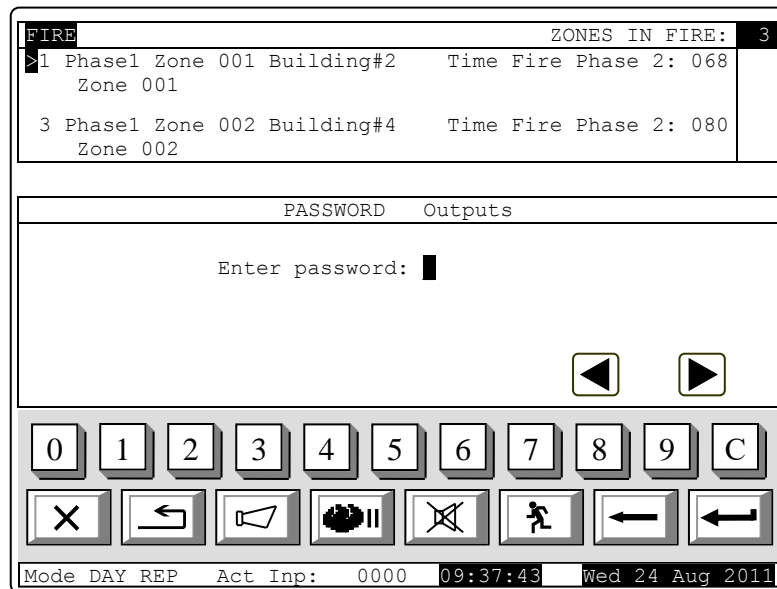 FIRE ZONES IN FIRE: 3
>1 Phase1 Zone 001 Building#2 Time Fire Phase 2: 068
Zone 001
3 Phase1 Zone 002 Building#4 Time Fire Phase 2: 080
Zone 002
PASSWORD Outputs
Enter password:
0 1 2 3 4 5 6 7 8 9 C
Mode DAY REP Act Inp: 0000 09:37:43 Wed 24 Aug 2011